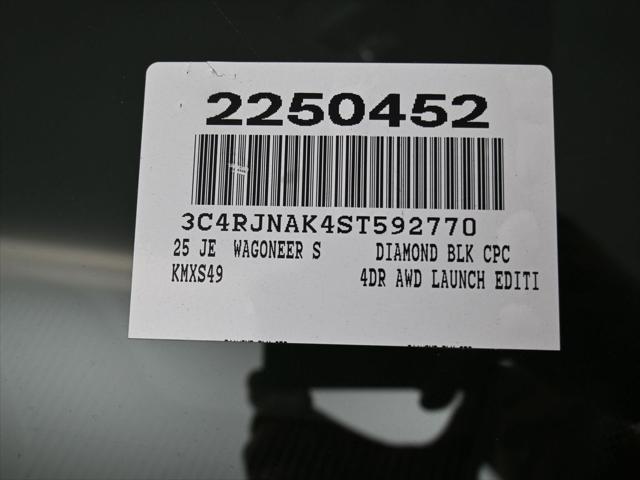 2250452
3C4RJNAK4ST592770
25 JE WAGONEER S DIAMOND BLK CPC
KMXS49 4DR AWD LAUNCH EDITI